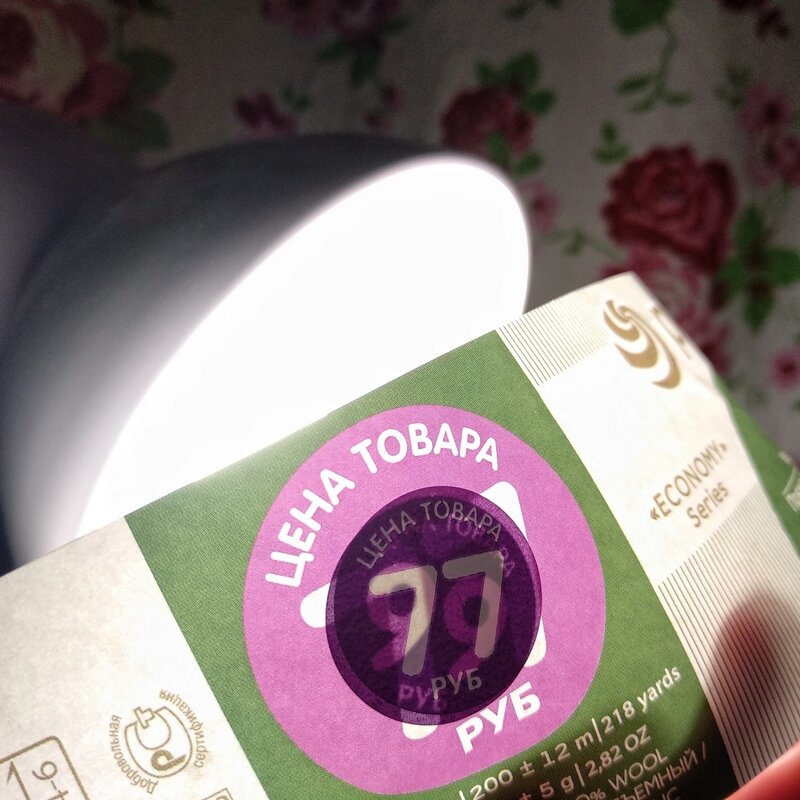 ЦЕНА ТОВАРА
ЦЕНА ТОВАРА
77
РУБ
РУБ
«ECONOMY»
Series
Добровольная
сертификация
200 ± 12 m|218 yards
± 5 g|2,82 OZ
% WOOL